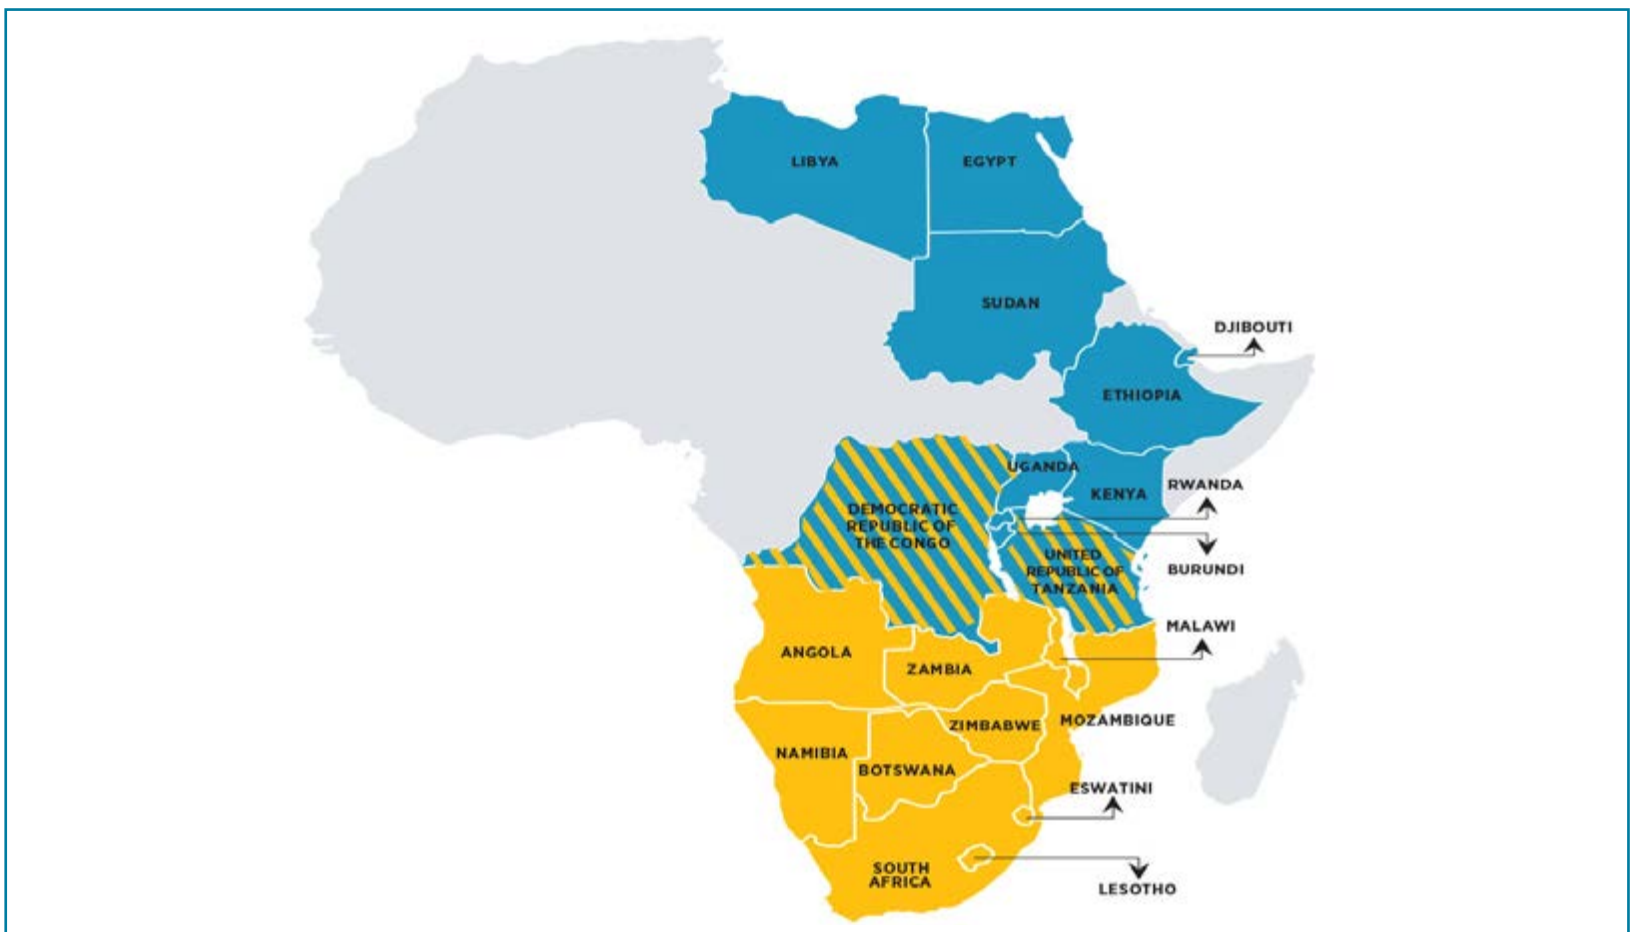 LIBYA
EGYPT
SUDAN
DJIBOUTI
ETHIOPIA
UGANDA
KENYA
RWANDA
DEMOCRATIC
REPUBLIC OF
THE CONGO
UNITED
REPUBLIC OF
TANZANIA
BURUNDI
MALAWI
ANGOLA
ZAMBIA
MOZAMBIQUE
ZIMBABWE
NAMIBIA
BOTSWANA
ESWATINI
SOUTH
AFRICA
LESOTHO